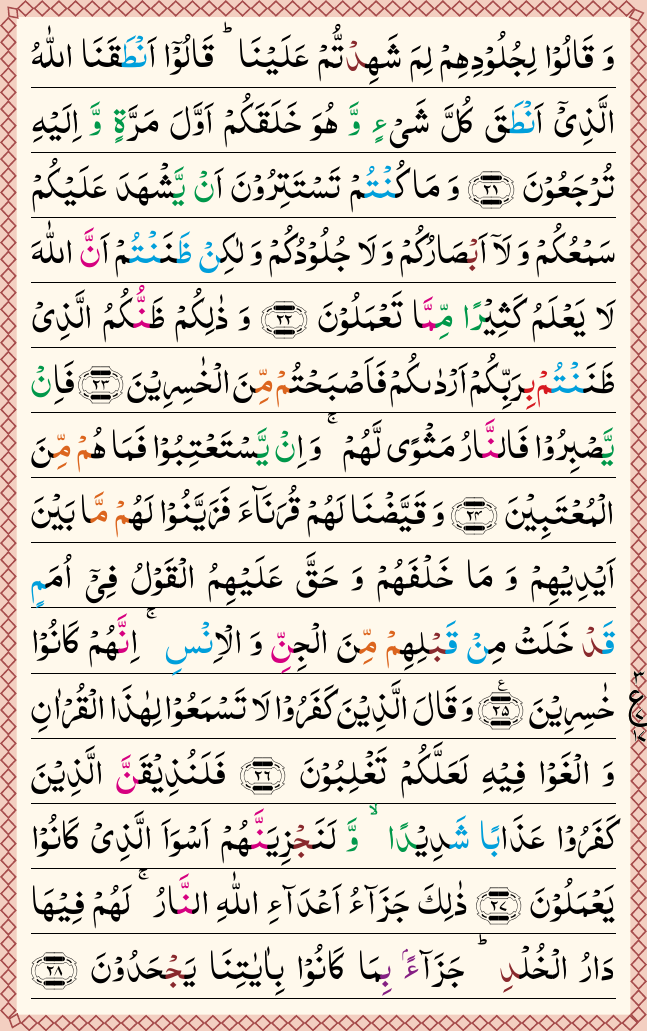 وَ قَالُوْا لِجُلُوْدِهِمْ لِمَ شَهِدْتُّمْ عَلَيْنَا ؕ قَالُوْۤا اَنْطَقَنَا اللّٰهُ
الَّذِیْۤ اَنْطَقَ كُلَّ شَیْءٍ وَّ هُوَ خَلَقَكُمْ اَوَّلَ مَرَّةٍ وَّ اِلَيْهِ
تُرْجَعُوْنَ ﴿۲۱﴾ وَ مَا كُنْتُمْ تَسْتَتِرُوْنَ اَنْ يَّشْهَدَ عَلَيْكُمْ
سَمْعُكُمْ وَ لَاۤ اَبْصَارُكُمْ وَ لَا جُلُوْدُكُمْ وَ لٰكِنْ ظَنَنْتُمْ اَنَّ اللّٰهَ
لَا يَعْلَمُ كَثِيْرًا مِّمَّا تَعْمَلُوْنَ ﴿۲۲﴾ وَ ذٰلِكُمْ ظَنُّكُمُ الَّذِیْ
ظَنَنْتُمْ بِرَبِّكُمْ اَرْدٰىكُمْ فَاَصْبَحْتُمْ مِّنَ الْخٰسِرِيْنَ ﴿۲۳﴾ فَاِنْ
يَّصْبِرُوْا فَالنَّارُ مَثْوًى لَّهُمْ ۚ وَ اِنْ يَّسْتَعْتِبُوْا فَمَا هُمْ مِّنَ
الْمُعْتَبِيْنَ ﴿۲۴﴾ وَ قَيَّضْنَا لَهُمْ قُرَنَآءَ فَزَيَّنُوْا لَهُمْ مَّا بَيْنَ
اَيْدِيْهِمْ وَ مَا خَلْفَهُمْ وَ حَقَّ عَلَيْهِمُ الْقَوْلُ فِیْۤ اُمَمٍ
قَدْ خَلَتْ مِنْ قَبْلِهِمْ مِّنَ الْجِنِّ وَ الْاِنْسِ ۚ اِنَّهُمْ كَانُوْا
خٰسِرِيْنَ ﴿۲۵﴾ ع وَ قَالَ الَّذِيْنَ كَفَرُوْا لَا تَسْمَعُوْا لِهٰذَا الْقُرْاٰنِ
۳ ع ۱۷
وَ الْغَوْا فِيْهِ لَعَلَّكُمْ تَغْلِبُوْنَ ﴿۲۶﴾ فَلَنُذِيْقَنَّ الَّذِيْنَ
كَفَرُوْا عَذَابًا شَدِيْدًا ۙ وَّ لَنَجْزِيَنَّهُمْ اَسْوَاَ الَّذِیْ كَانُوْا
يَعْمَلُوْنَ ﴿۲۷﴾ ذٰلِكَ جَزَآءُ اَعْدَآءِ اللّٰهِ النَّارُ ۚ لَهُمْ فِيْهَا
دَارُ الْخُلْدِ ؕ جَزَآءًۢ بِمَا كَانُوْا بِاٰيٰتِنَا يَجْحَدُوْنَ ﴿۲۸﴾